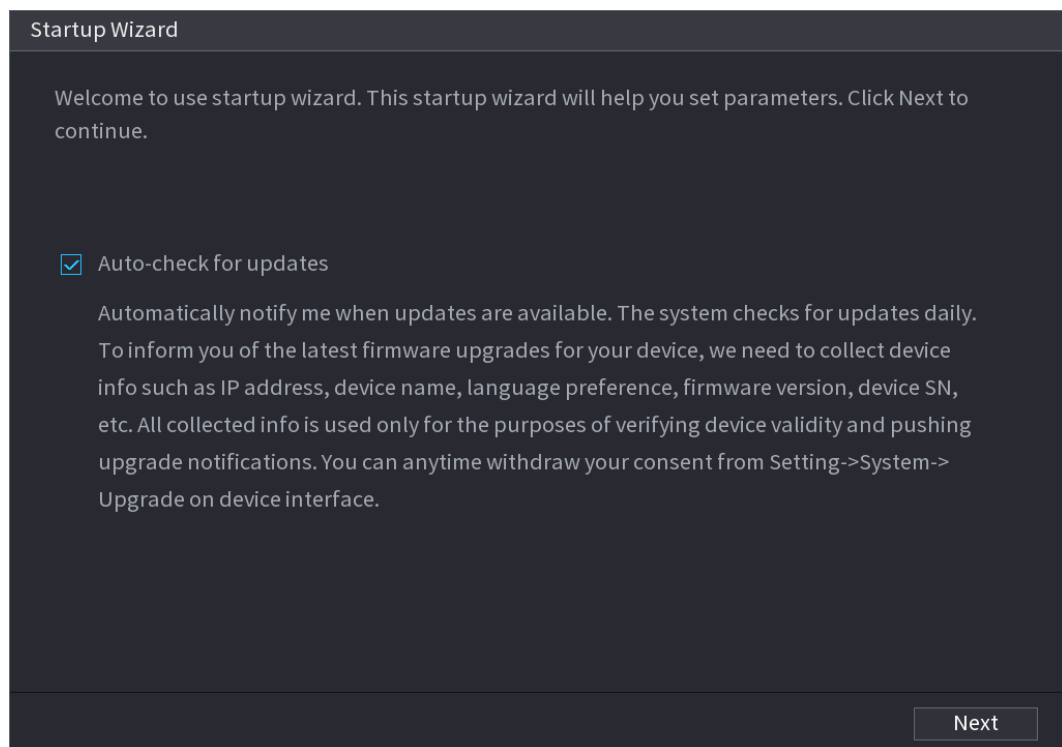 Startup Wizard
Welcome to use startup wizard. This startup wizard will help you set parameters. Click Next to
continue.
Auto-check for updates
Automatically notify me when updates are available. The system checks for updates daily.
To inform you of the latest firmware upgrades for your device, we need to collect device
info such as IP address, device name, language preference, firmware version, device SN,
etc. All collected info is used only for the purposes of verifying device validity and pushing
upgrade notifications. You can anytime withdraw your consent from Setting->System->
Upgrade on device interface.
Next